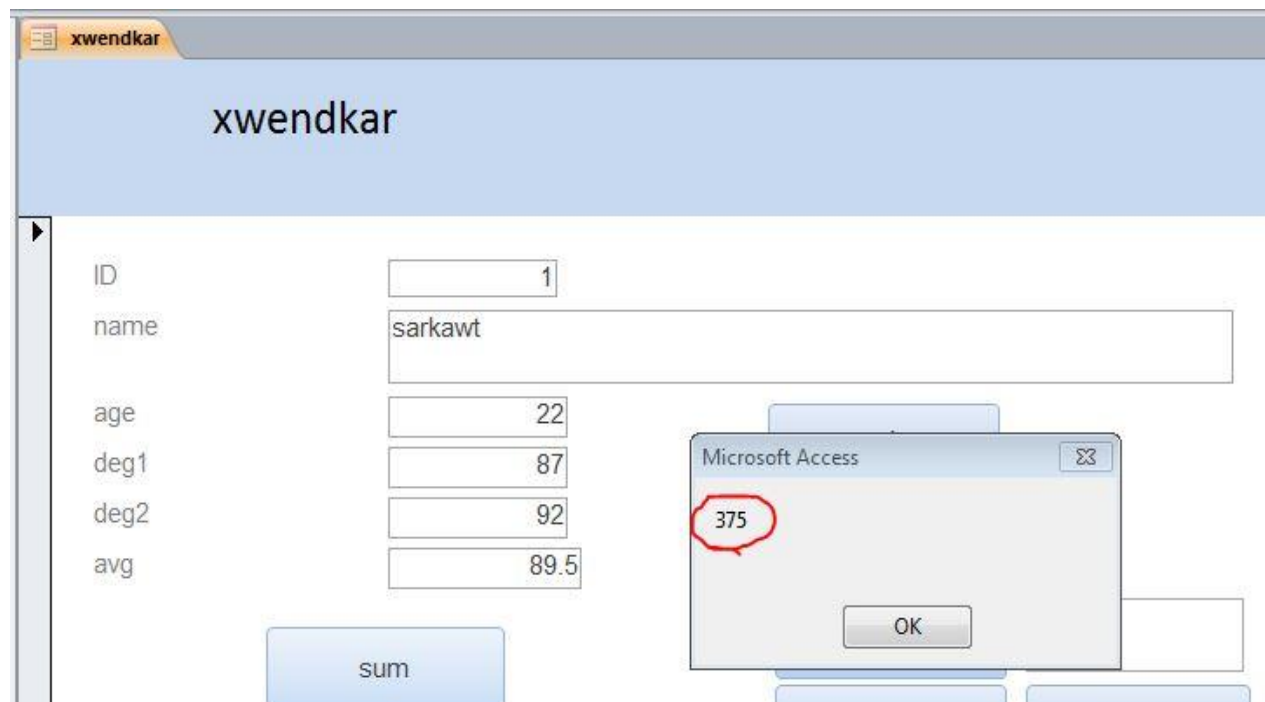 xwendkar
xwendkar
ID 1
name sarkawt
age 22
deg1 87
Microsoft Access
deg2 92
375
avg 89.5
OK
sum